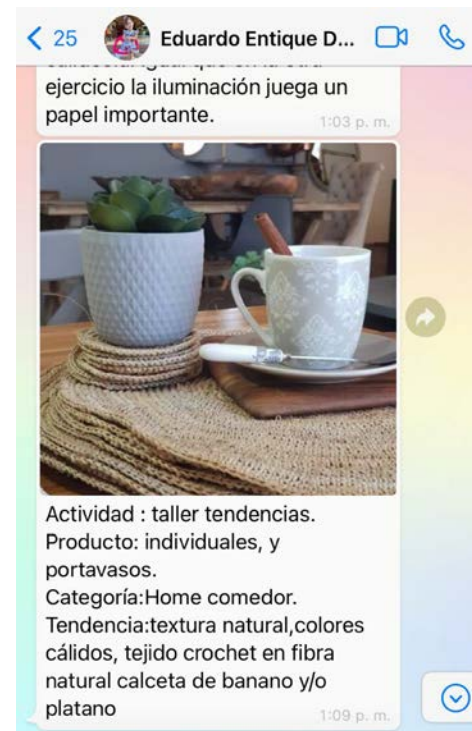 25 Eduardo Entique D...
ejercicio la iluminación juega un
papel importante.
1:03 p. m.
Actividad : taller tendencias.
Producto: individuales, y
portavasos.
Categoría:Home comedor.
Tendencia:textura natural,colores
cálidos, tejido crochet en fibra
natural calceta de banano y/o
platano
1:09 p. m.